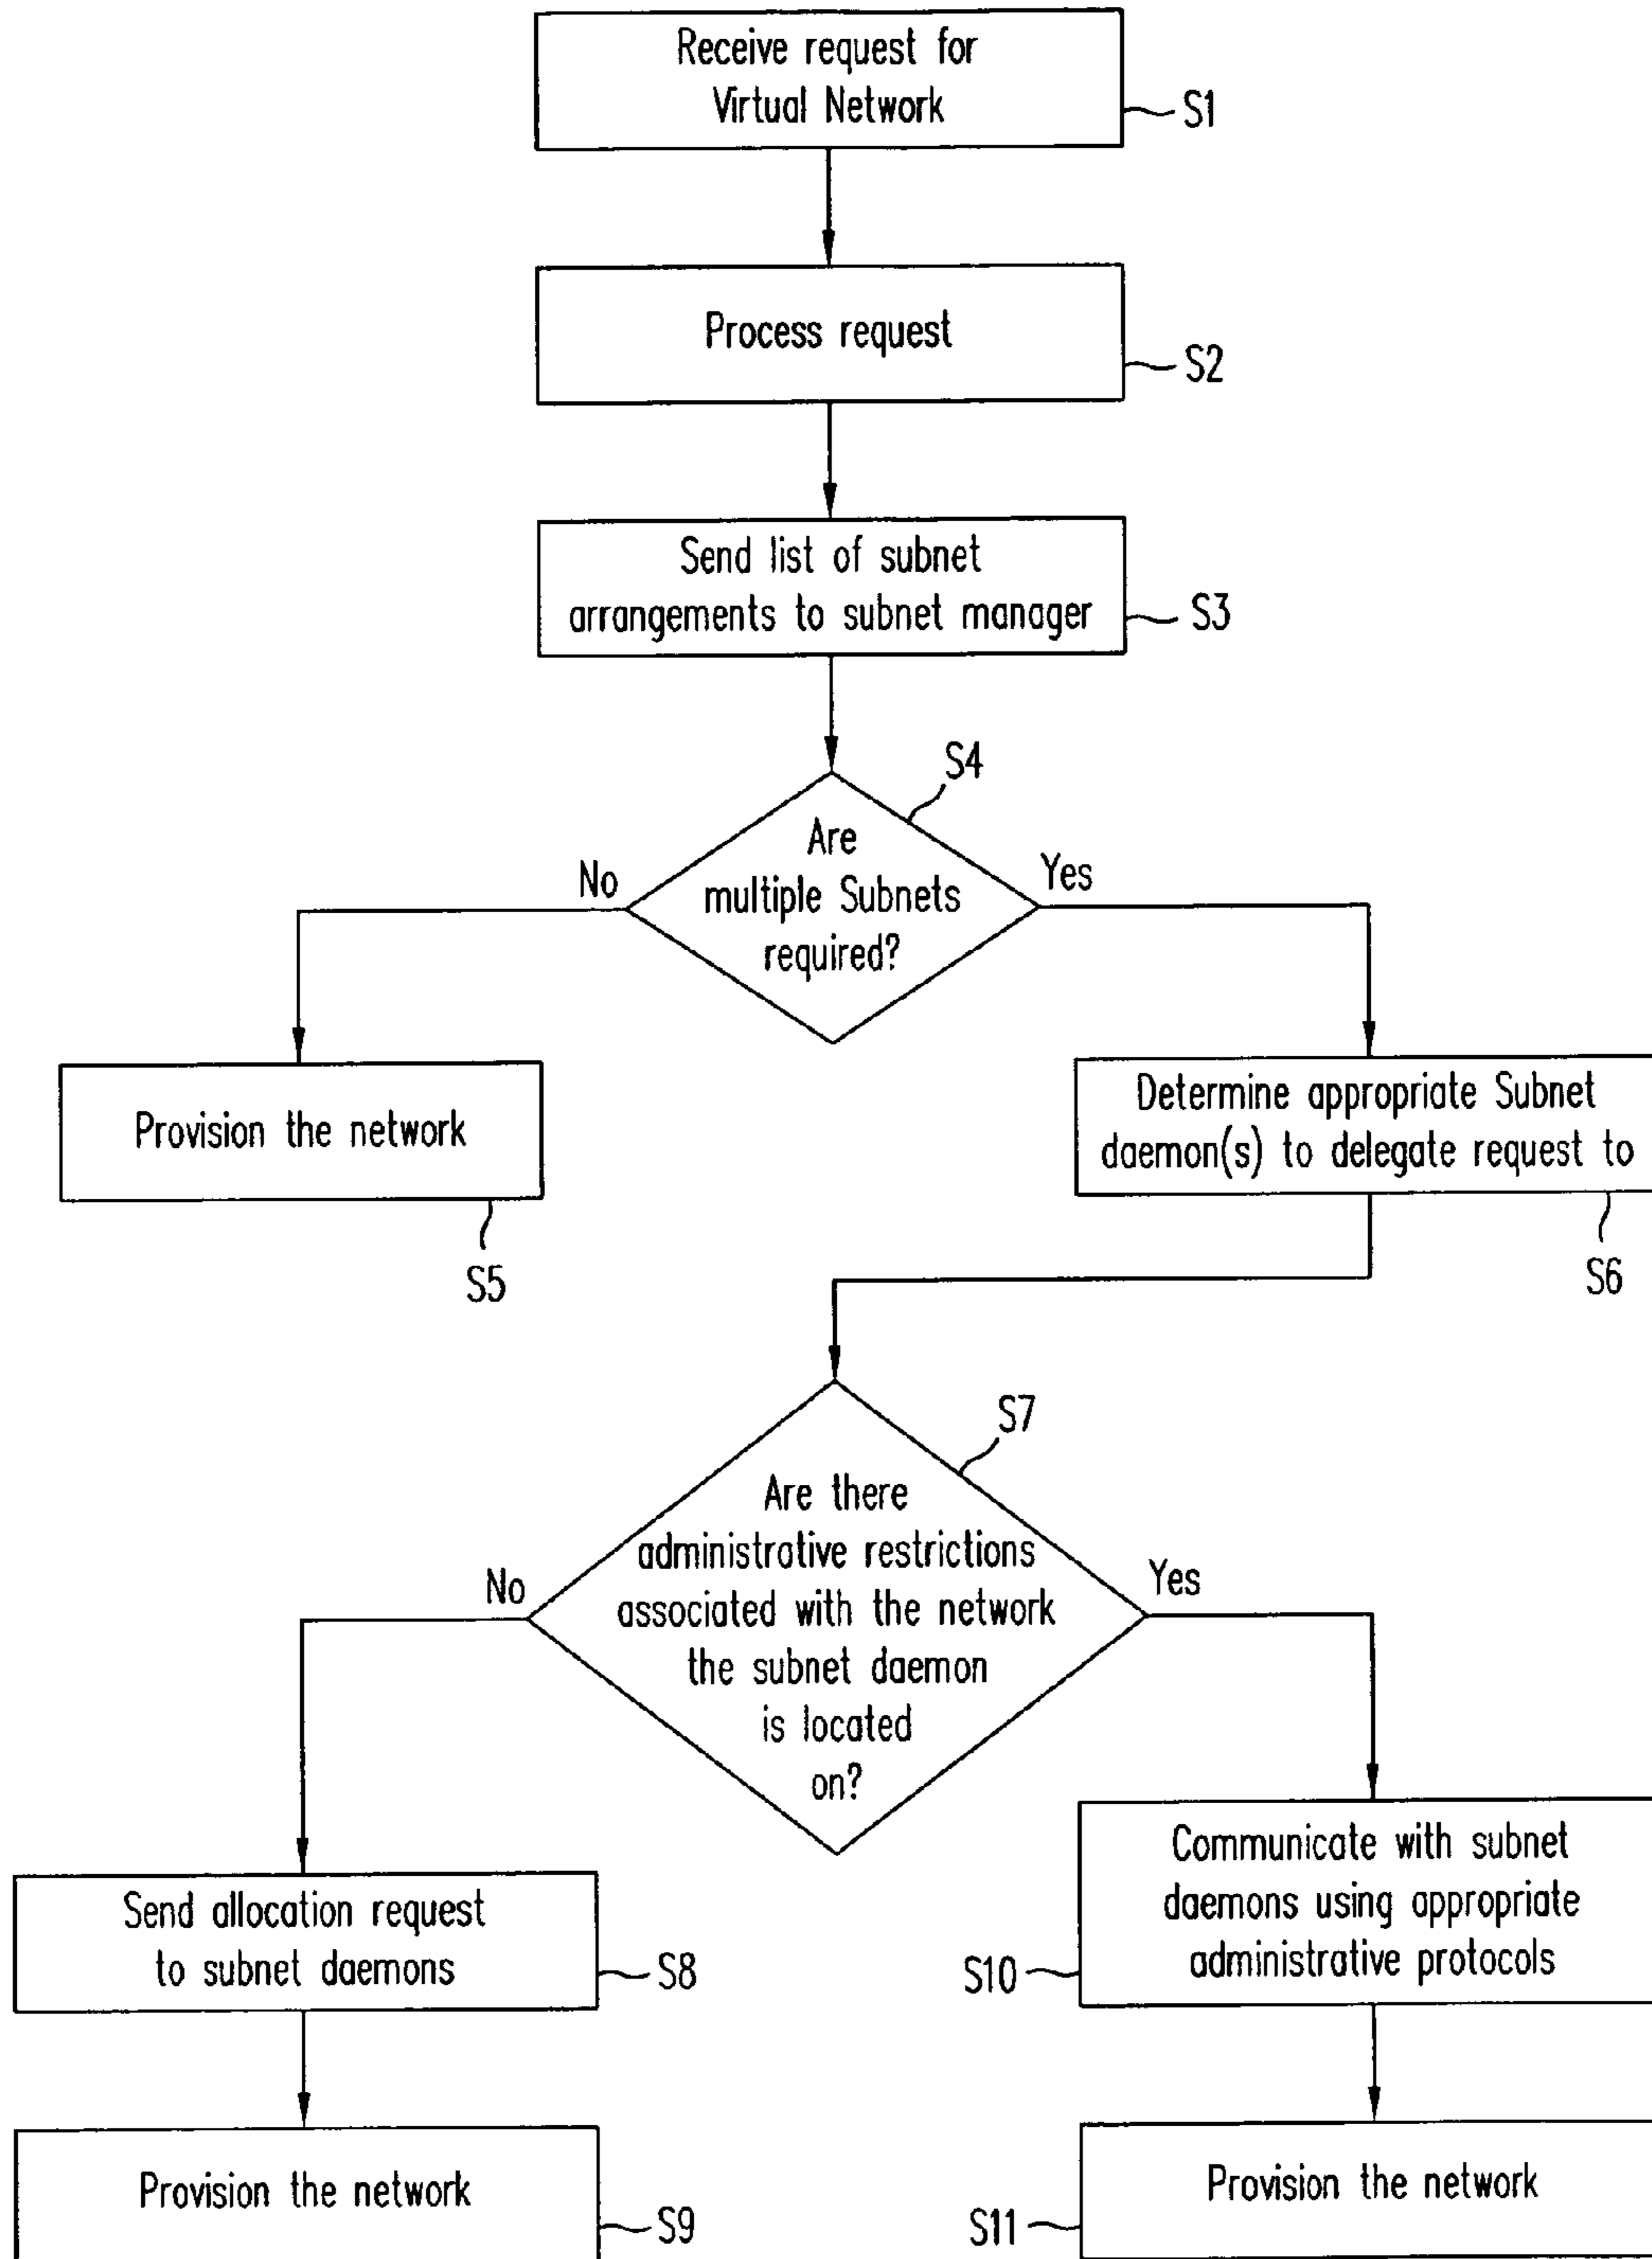 Receive request for
Virtual Network
S1
Process request
S2
Send list of subnet
arrangements to subnet manager
S3
S4
Are
multiple Subnets
required?
No
Yes
Provision the network
S5
Determine appropriate Subnet
daemon(s) to delegate request to
S6
S7
Are there
administrative restrictions
associated with the network
the subnet daemon
is located
on?
No
Yes
Send allocation request
to subnet daemons
S8
Communicate with subnet
daemons using appropriate
administrative protocols
S10
Provision the network
S9
Provision the network
S11